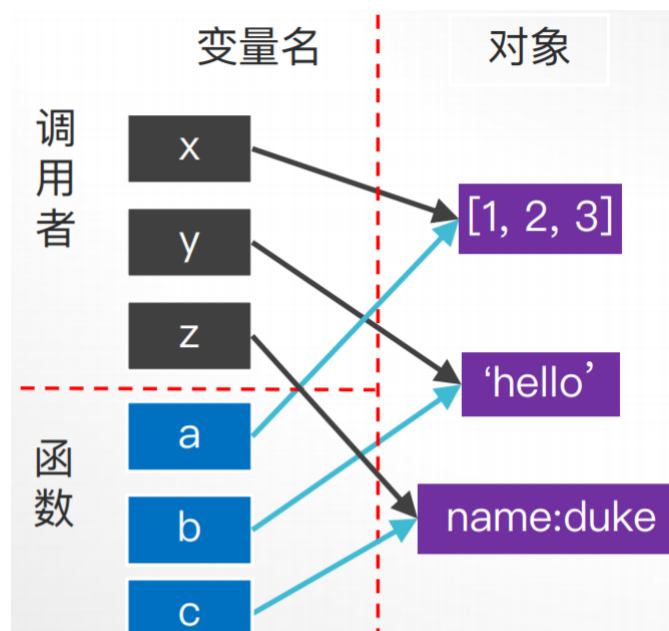 变量名
对象
调用者
x
y
z
[1, 2, 3]
‘hello’
函数
a
b
c
name:duke